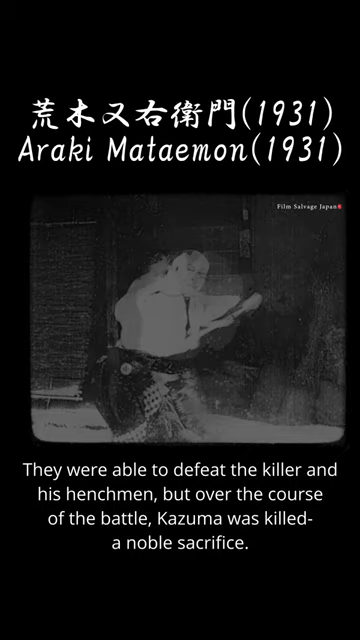 荒木又右衛門(1931)
Araki Mataemon(1931)
Film Salvage Japan
They were able to defeat the killer and
his henchmen, but over the course
of the battle, Kazuma was killed-
a noble sacrifice.